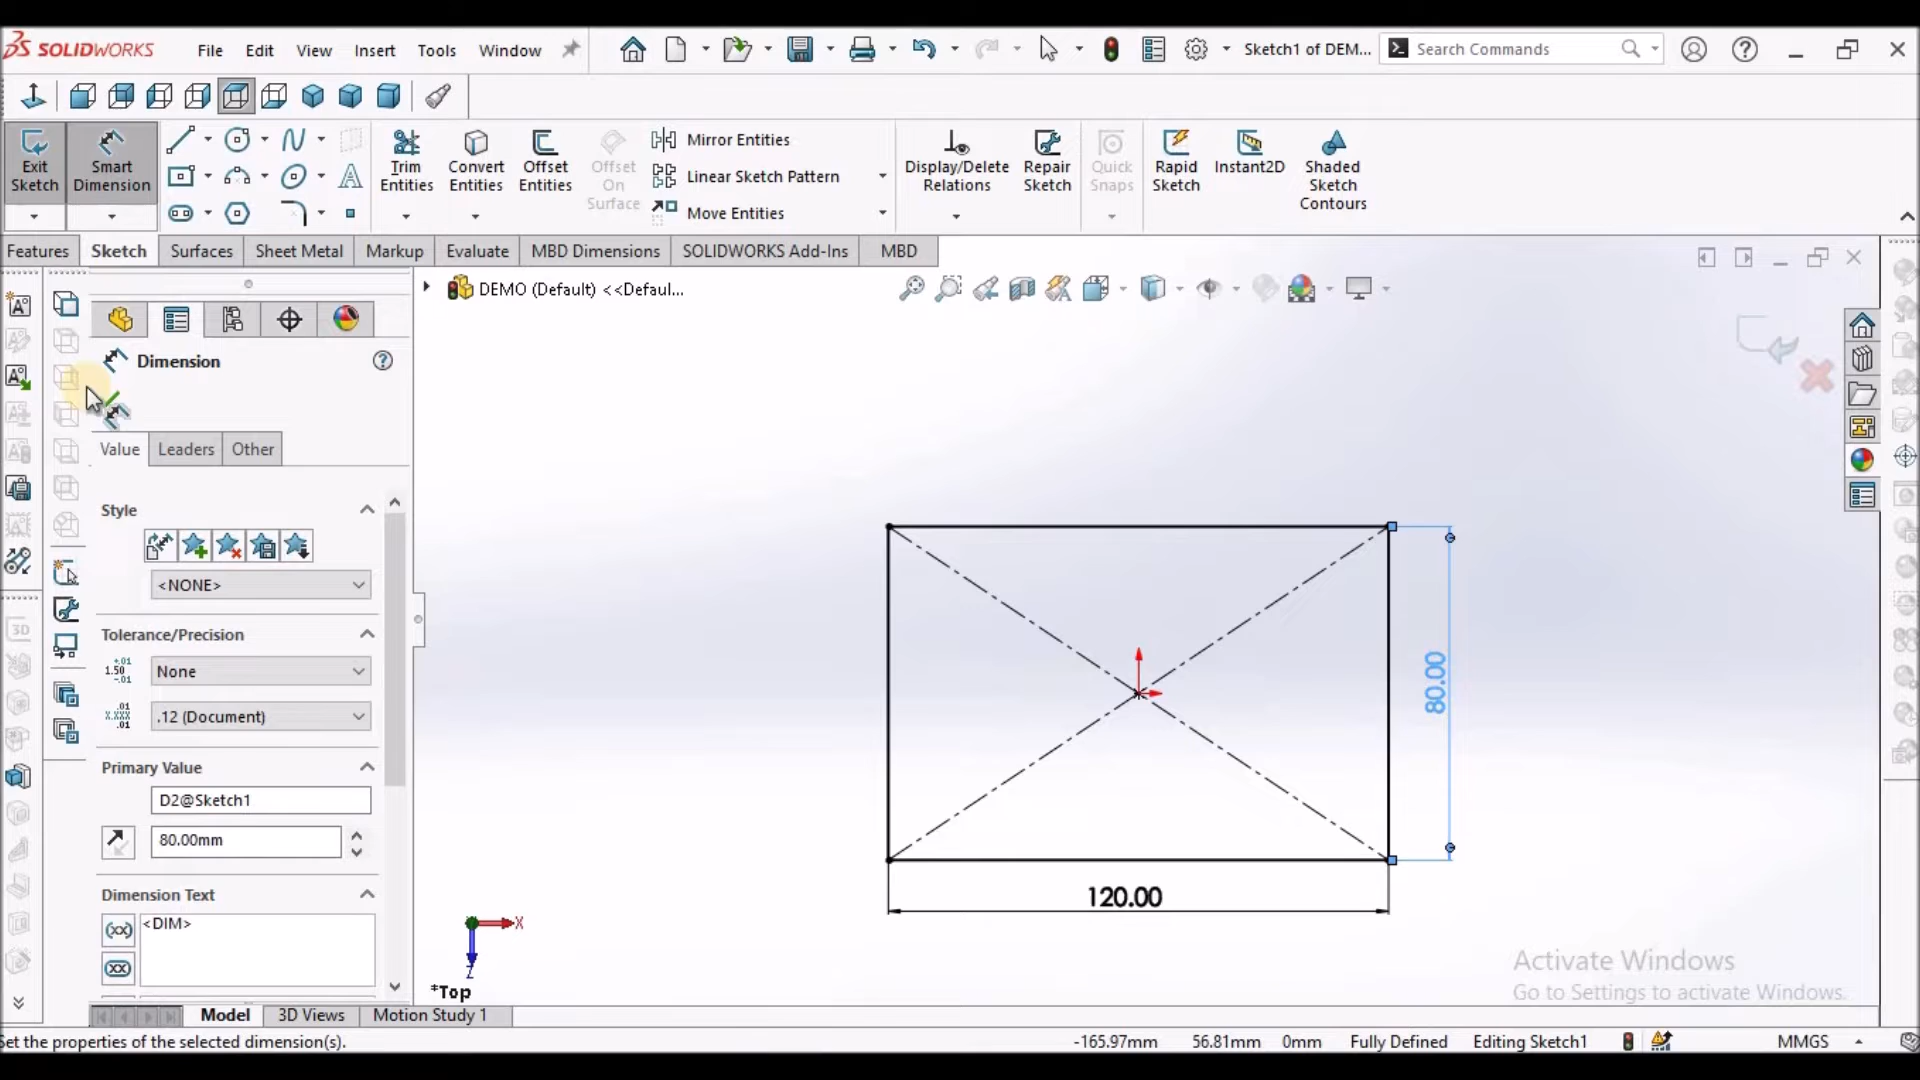 SOLIDWORKS File Edit View Insert Tools Window Sketch1 of DEM... Search Commands
Exit Sketch
Smart Dimension
Trim Entities
Convert Entities
Offset Entities
Offset On Surface
Mirror Entities
Linear Sketch Pattern
Move Entities
Display/Delete Relations
Repair Sketch
Quick Snaps
Rapid Sketch
Instant2D
Shaded Sketch Contours
Features Sketch Surfaces Sheet Metal Markup Evaluate MBD Dimensions SOLIDWORKS Add-Ins MBD
DEMO (Default) <<Defaul...
Dimension
Value Leaders Other
Style
<NONE>
Tolerance/Precision
None
.12 (Document)
Primary Value
D2@Sketch1
80.00mm
Dimension Text
<DIM>
80.00
120.00
X
Z
*Top
Activate Windows
Go to Settings to activate Windows.
Model 3D Views Motion Study 1
Set the properties of the selected dimension(s). -165.97mm 56.81mm 0mm Fully Defined Editing Sketch1 MMGS